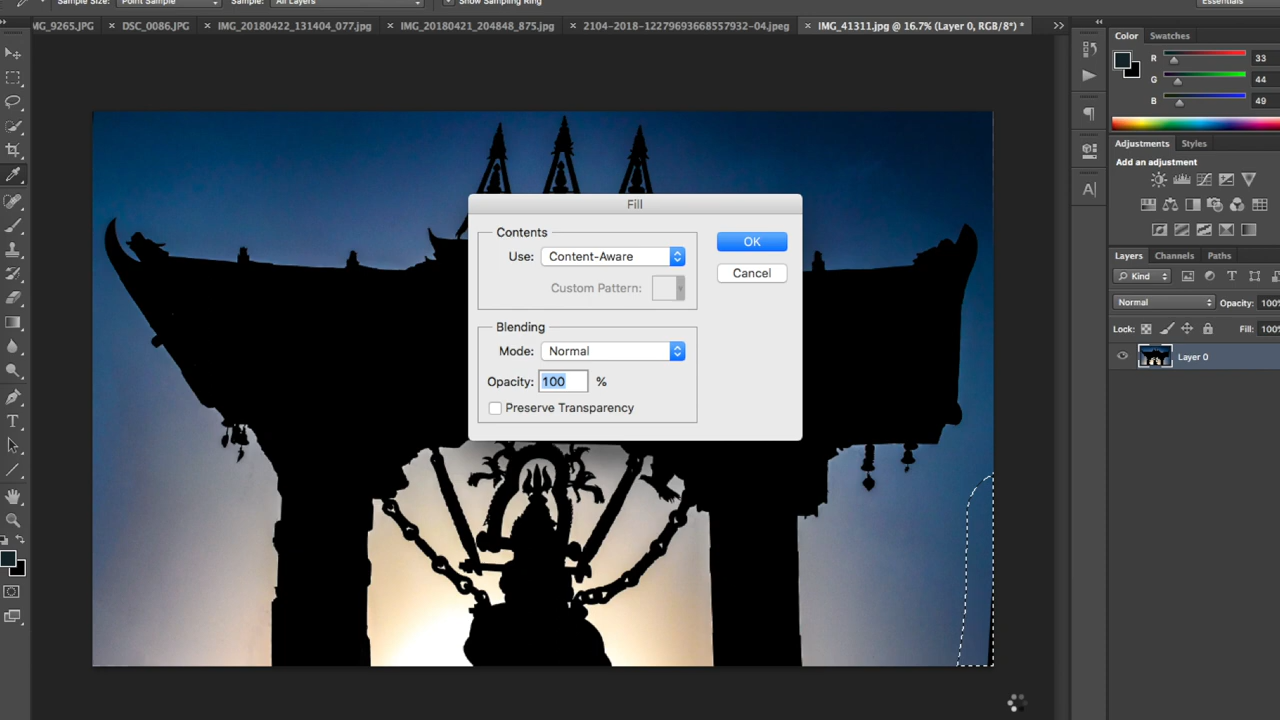 Sample Size: Point Sample Sample: All Layers Show Sampling Ring Essentials
MG_9265.JPG × DSC_0086.JPG × IMG_20180422_131404_077.jpg × IMG_20180421_204848_875.jpg × 2104-2018-12279693668557932-04.jpeg × IMG_41311.jpg @ 16.7% (Layer 0, RGB/8*) *
Color Swatches
R 33
G 44
B 49
Adjustments Styles
Add an adjustment
Layers Channels Paths
Kind
Normal Opacity: 100%
Lock: Fill: 100%
Layer 0
Fill
Contents
Use: Content-Aware
Custom Pattern:
Blending
Mode: Normal
Opacity: 100 %
Preserve Transparency
OK
Cancel